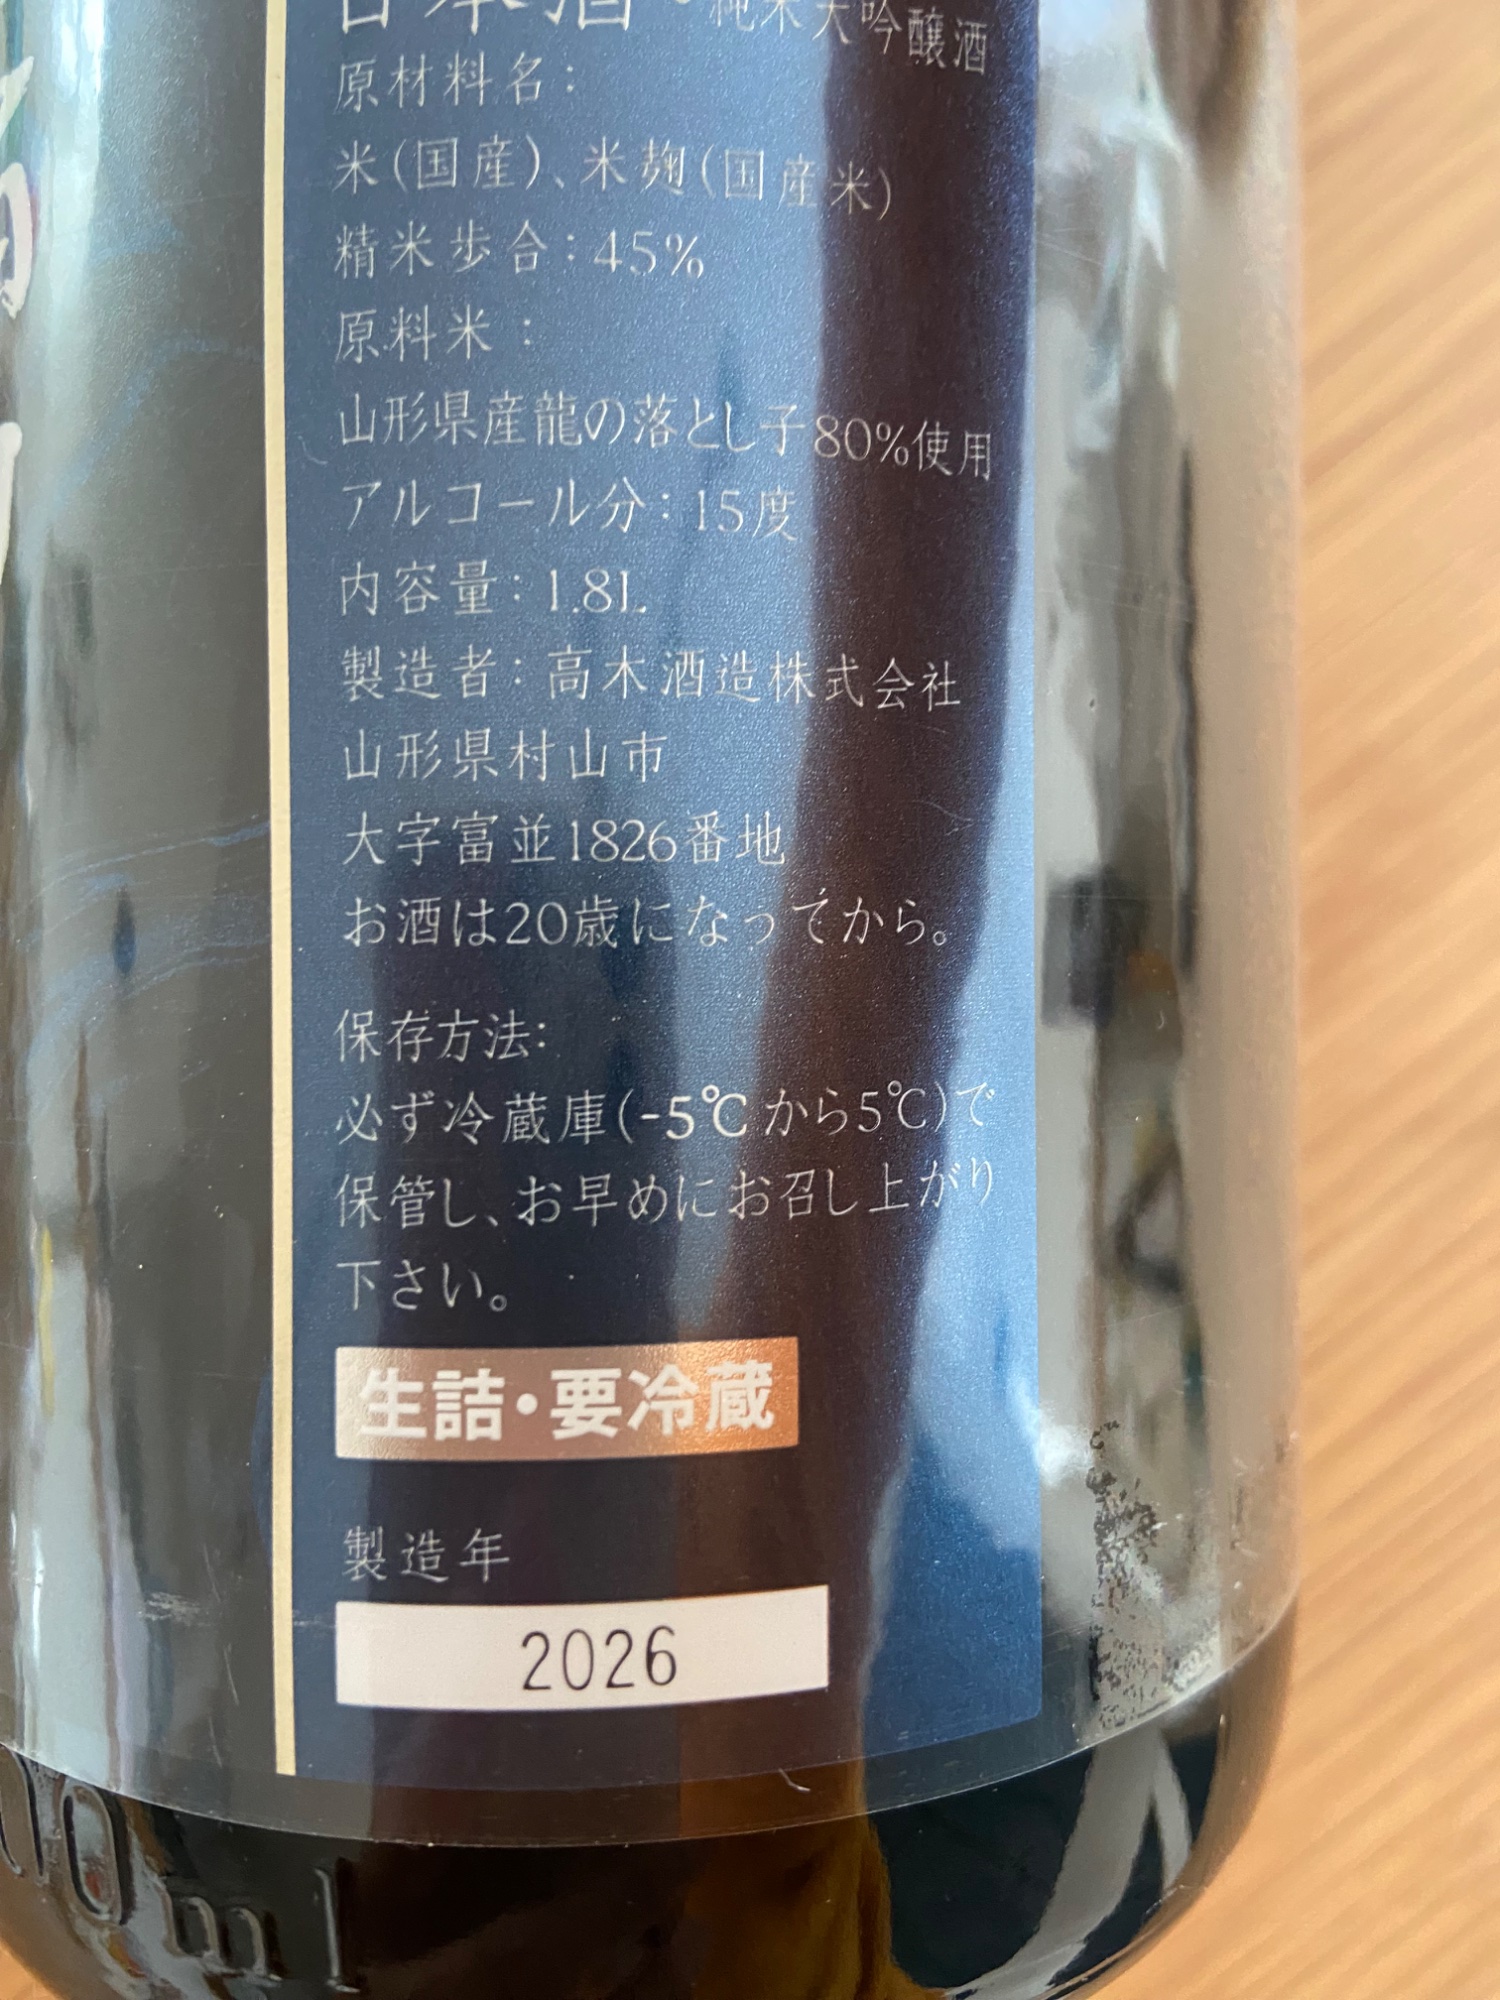 日本酒・純米大吟醸酒
原材料名：
米(国産)、米麹(国産米)
精米歩合：45%
原料米：
山形県産龍の落とし子80%使用
アルコール分：15度
内容量：1.8L
製造者：高木酒造株式会社
山形県村山市
大字富並1826番地
お酒は20歳になってから。
保存方法:
必ず冷蔵庫(-5℃から5℃)で
保管し、お早めにお召し上がり
下さい。
生詰・要冷蔵
製造年
2026